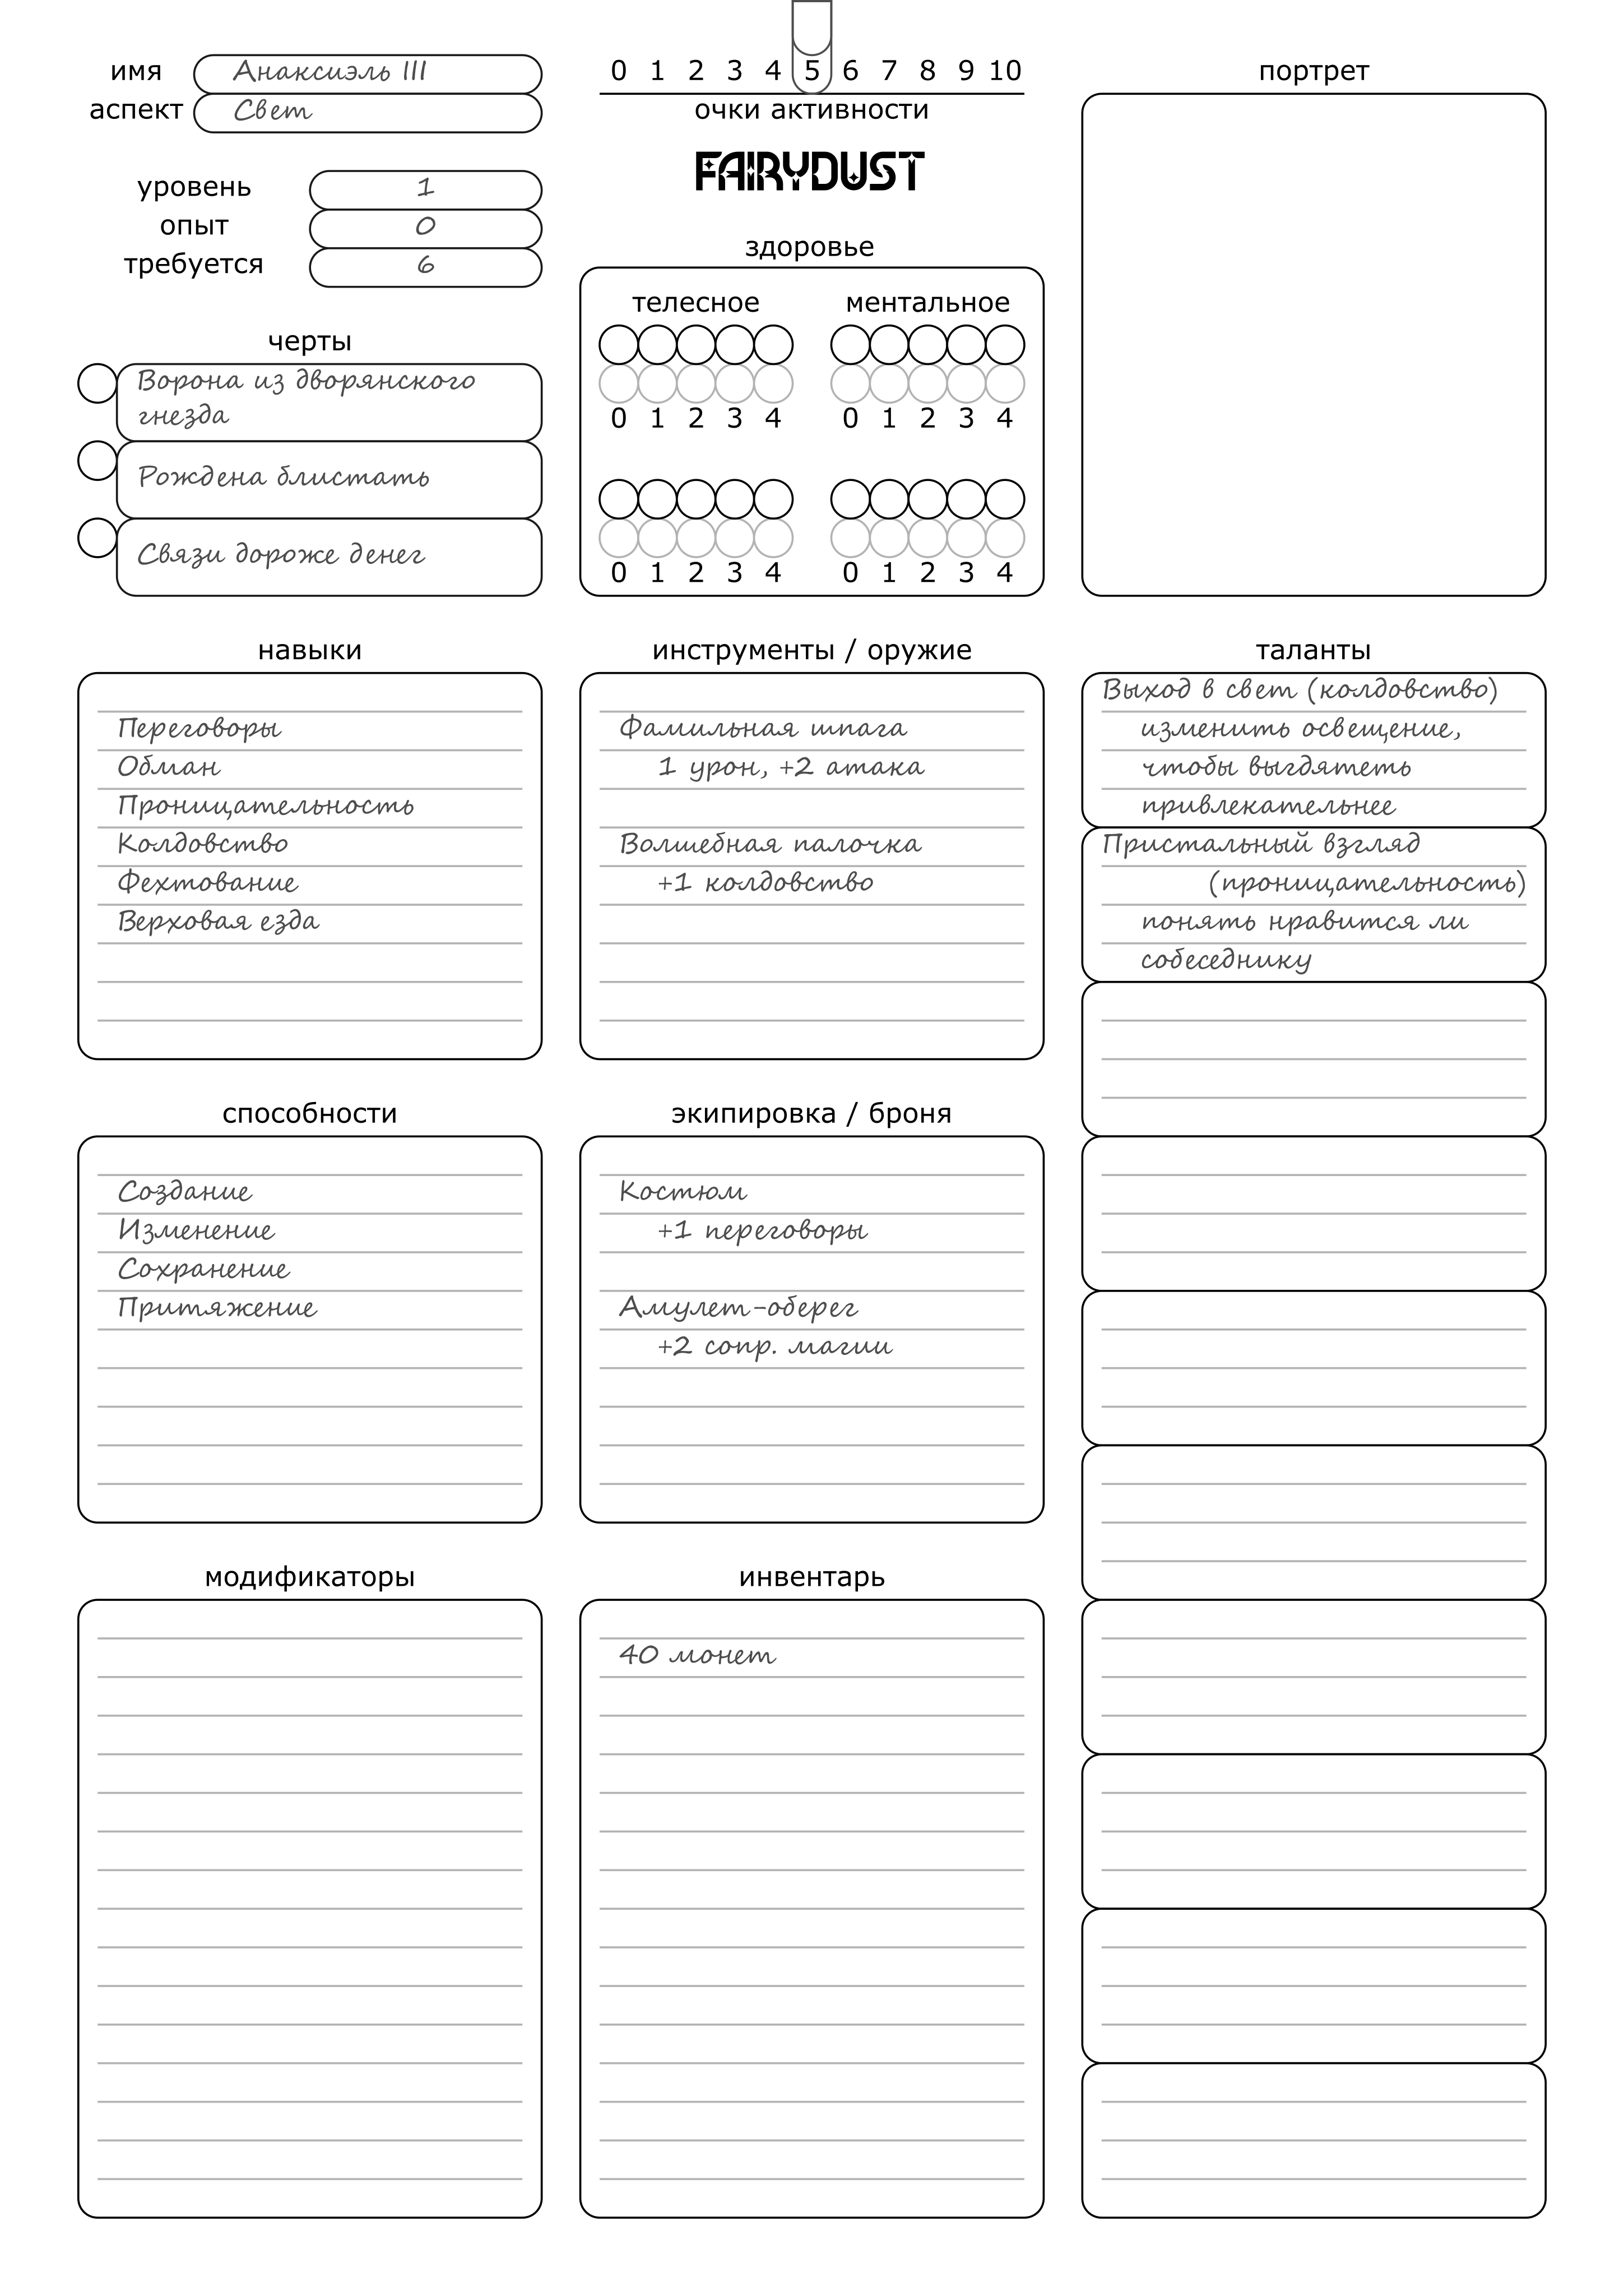 имя Анаксиэль III
аспект Свет
уровень 1
опыт 0
требуется 6
черты
Ворона из дворянского
гнезда
Рождена блистать
Связи дороже денег
0 1 2 3 4 5 6 7 8 9 10
очки активности
FAIRYDUST
здоровье
телесное ментальное
0 1 2 3 4 0 1 2 3 4
0 1 2 3 4 0 1 2 3 4
портрет
навыки
Переговоры
Обман
Проницательность
Колдовство
Фехтование
Верховая езда
инструменты / оружие
Фамильная шпага
1 урон, +2 атака
Волшебная палочка
+1 колдовство
таланты
Выход в свет (колдовство)
изменить освещение,
чтобы выгдятеть
привлекательнее
Пристальный взгляд
(проницательность)
понять нравится ли
собеседнику
способности
Создание
Изменение
Сохранение
Притяжение
экипировка / броня
Костюм
+1 переговоры
Амулет-оберег
+2 сопр. магии
модификаторы
инвентарь
40 монет